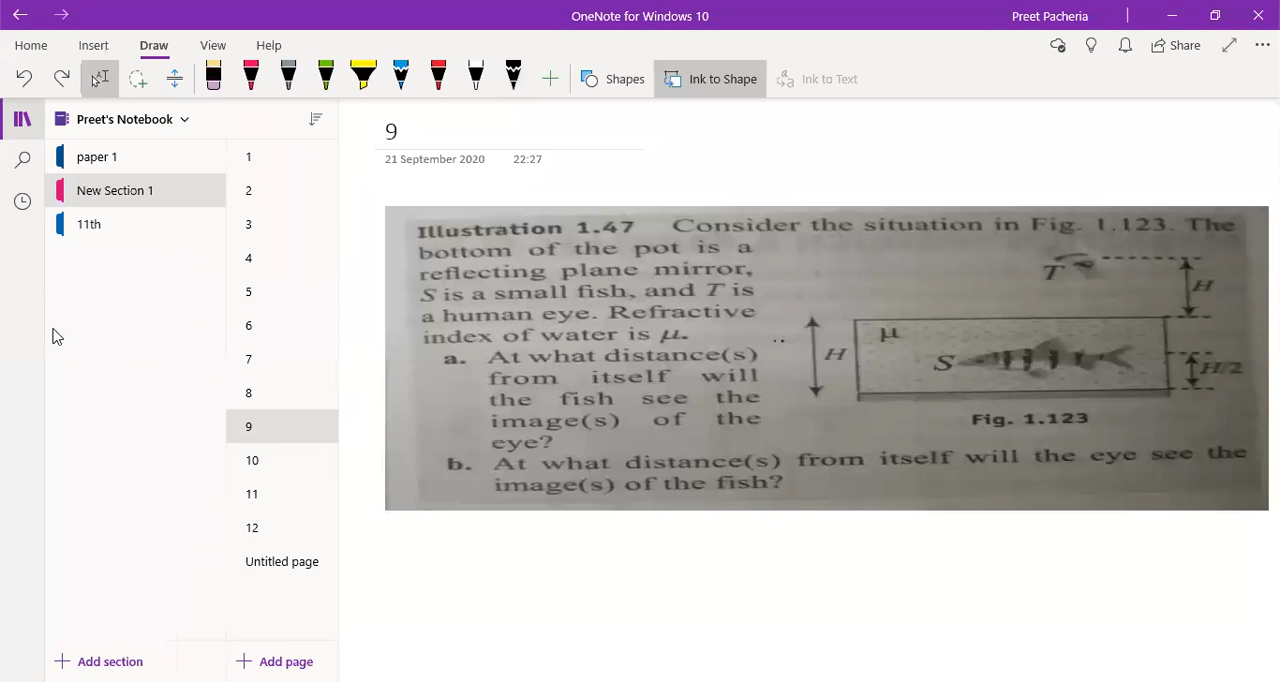 OneNote for Windows 10
Preet Pacheria
Home Insert Draw View Help
Share
Shapes
Ink to Shape
Ink to Text
Preet's Notebook
paper 1
New Section 1
11th
1
2
3
4
5
6
7
8
9
10
11
12
Untitled page
+ Add section
+ Add page
9
21 September 2020 22:27
Illustration 1.47 Consider the situation in Fig. 1.123. The
bottom of the pot is a
reflecting plane mirror,
S is a small fish, and T is
a human eye. Refractive
index of water is μ.
a. At what distance(s)
from itself will
the fish see the
image(s) of the
eye?
b. At what distance(s) from itself will the eye see the
image(s) of the fish?
T
H
μ
H
S
H/2
Fig. 1.123